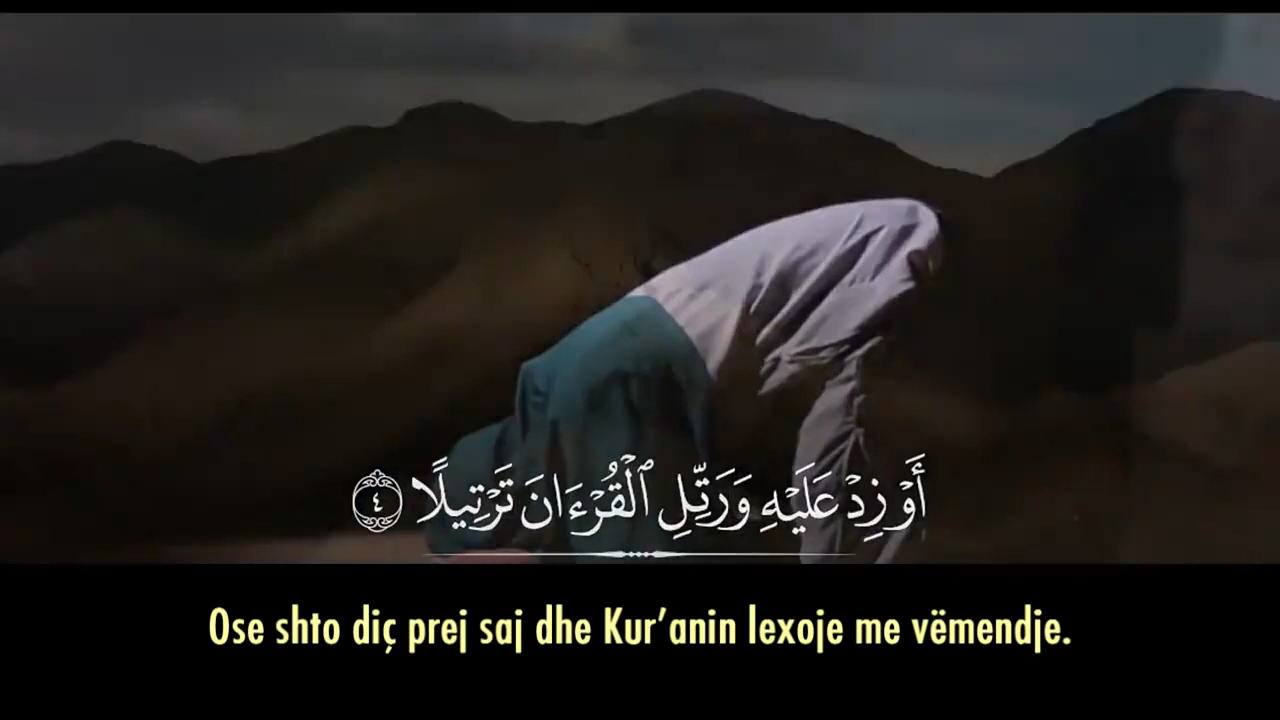 أَوْ زِدْ عَلَيْهِ وَرَتِّلِ ٱلْقُرْءَانَ تَرْتِيلًا ٤
Ose shto diç prej saj dhe Kur’anin lexoje me vëmendje.